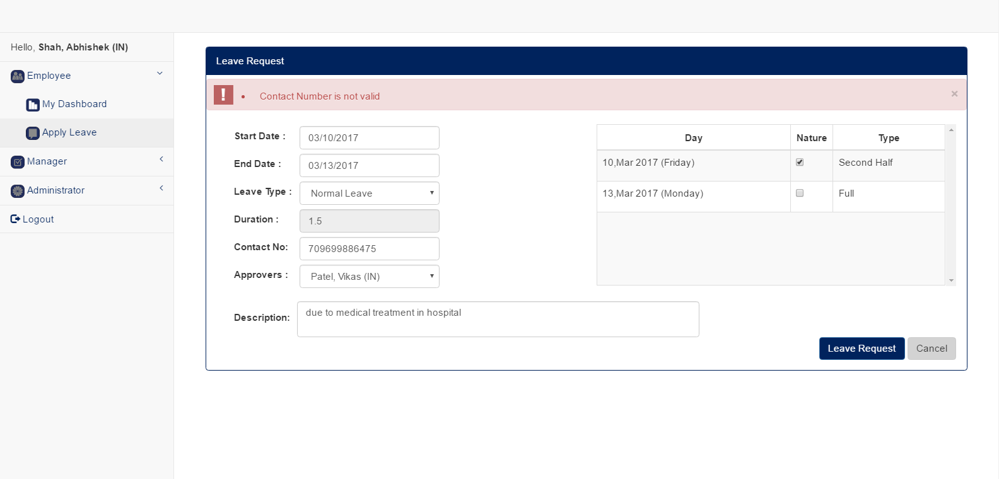 Hello, Shah, Abhishek (IN)
Employee
My Dashboard
Apply Leave
Manager
Administrator
Logout
Leave Request
! • Contact Number is not valid ×
Start Date : 03/10/2017
End Date : 03/13/2017
Leave Type : Normal Leave
Duration : 1.5
Contact No: 709699886475
Approvers : Patel, Vikas (IN)
Day Nature Type
10,Mar 2017 (Friday) Second Half
13,Mar 2017 (Monday) Full
Description: due to medical treatment in hospital
Leave Request Cancel